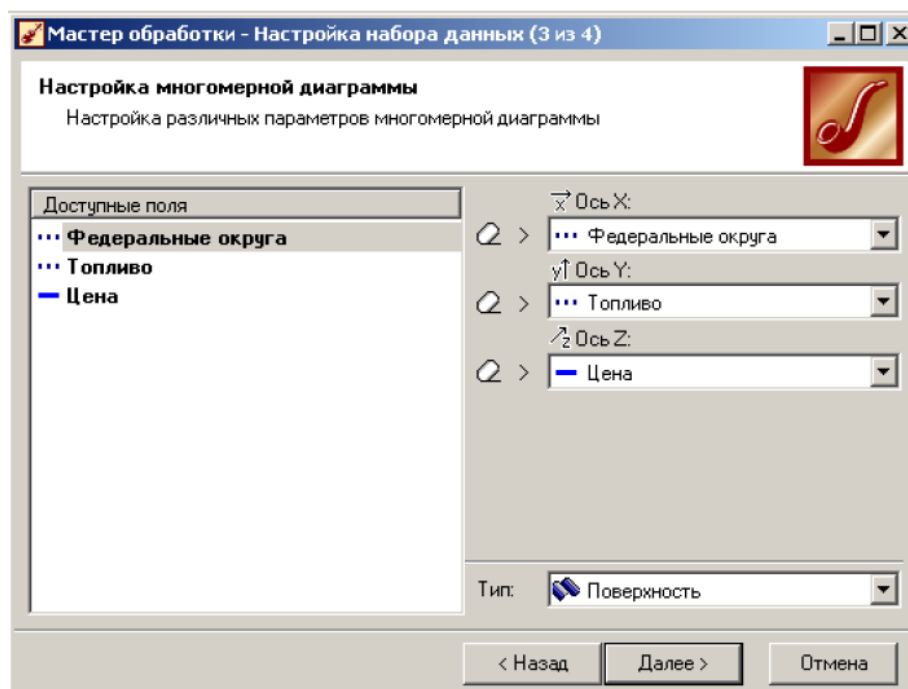 Мастер обработки - Настройка набора данных (3 из 4)
Настройка многомерной диаграммы
Настройка различных параметров многомерной диаграммы
Доступные поля
Федеральные округа
Топливо
Цена
x Ось X:
> Федеральные округа
y Ось Y:
> Топливо
z Ось Z:
> Цена
Тип: Поверхность
< Назад
Далее >
Отмена